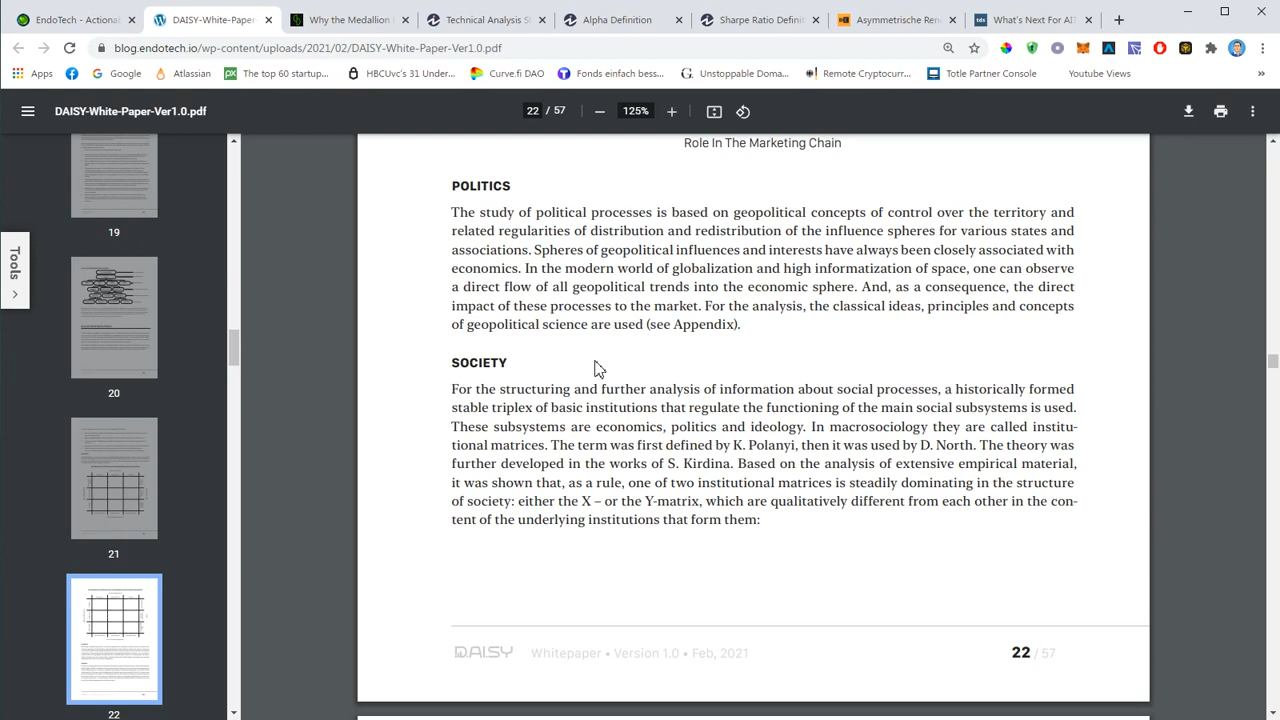 EndoTech - Actional
DAISY-White-Paper-
Why the Medallion
Technical Analysis S
Alpha Definition
Sharpe Ratio Defini
Asymmetrische Ren
tds
What's Next For AI
blog.endotech.io/wp-content/uploads/2021/02/DAISY-White-Paper-Ver1.0.pdf
Apps
Google
Atlassian
The top 60 startup...
HBCUvc's 31 Under...
Curve.fi DAO
Fonds einfach bess...
Unstoppable Doma...
Remote Cryptocurr...
Totle Partner Console
Youtube Views
DAISY-White-Paper-Ver1.0.pdf
22 / 57
125%
Tools
19
20
21
22
Role In The Marketing Chain
POLITICS
The study of political processes is based on geopolitical concepts of control over the territory and
related regularities of distribution and redistribution of the influence spheres for various states and
associations. Spheres of geopolitical influences and interests have always been closely associated with
economics. In the modern world of globalization and high informatization of space, one can observe
a direct flow of all geopolitical trends into the economic sphere. And, as a consequence, the direct
impact of these processes to the market. For the analysis, the classical ideas, principles and concepts
of geopolitical science are used (see Appendix).
SOCIETY
For the structuring and further analysis of information about social processes, a historically formed
stable triplex of basic institutions that regulate the functioning of the main social subsystems is used.
These subsystems are economics, politics and ideology. In macrosociology they are called institu-
tional matrices. The term was first defined by K. Polanyi, then it was used by D. North. The theory was
further developed in the works of S. Kirdina. Based on the analysis of extensive empirical material,
it was shown that, as a rule, one of two institutional matrices is steadily dominating in the structure
of society: either the X – or the Y-matrix, which are qualitatively different from each other in the con-
tent of the underlying institutions that form them:
DAISY Whitepaper • Version 1.0 • Feb, 2021
22 / 57